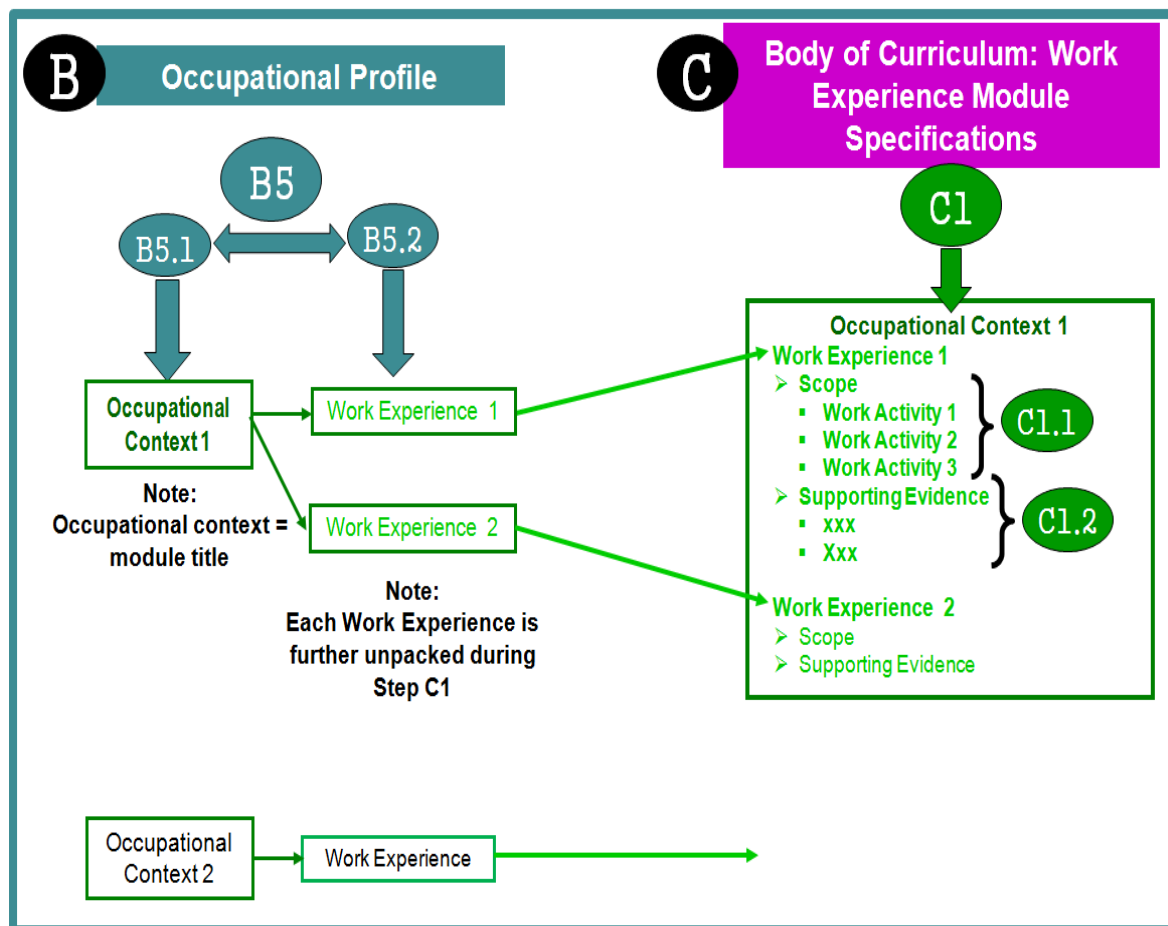 B
Occupational Profile
B5
B5.1
B5.2
Occupational
Context 1
Work Experience 1
Note:
Occupational context =
module title
Work Experience 2
Note:
Each Work Experience is
further unpacked during
Step C1
Occupational
Context 2
Work Experience
C
Body of Curriculum: Work
Experience Module
Specifications
C1
Occupational Context 1
Work Experience 1
Scope
Work Activity 1
Work Activity 2
Work Activity 3
C1.1
Supporting Evidence
xxx
Xxx
C1.2
Work Experience 2
Scope
Supporting Evidence